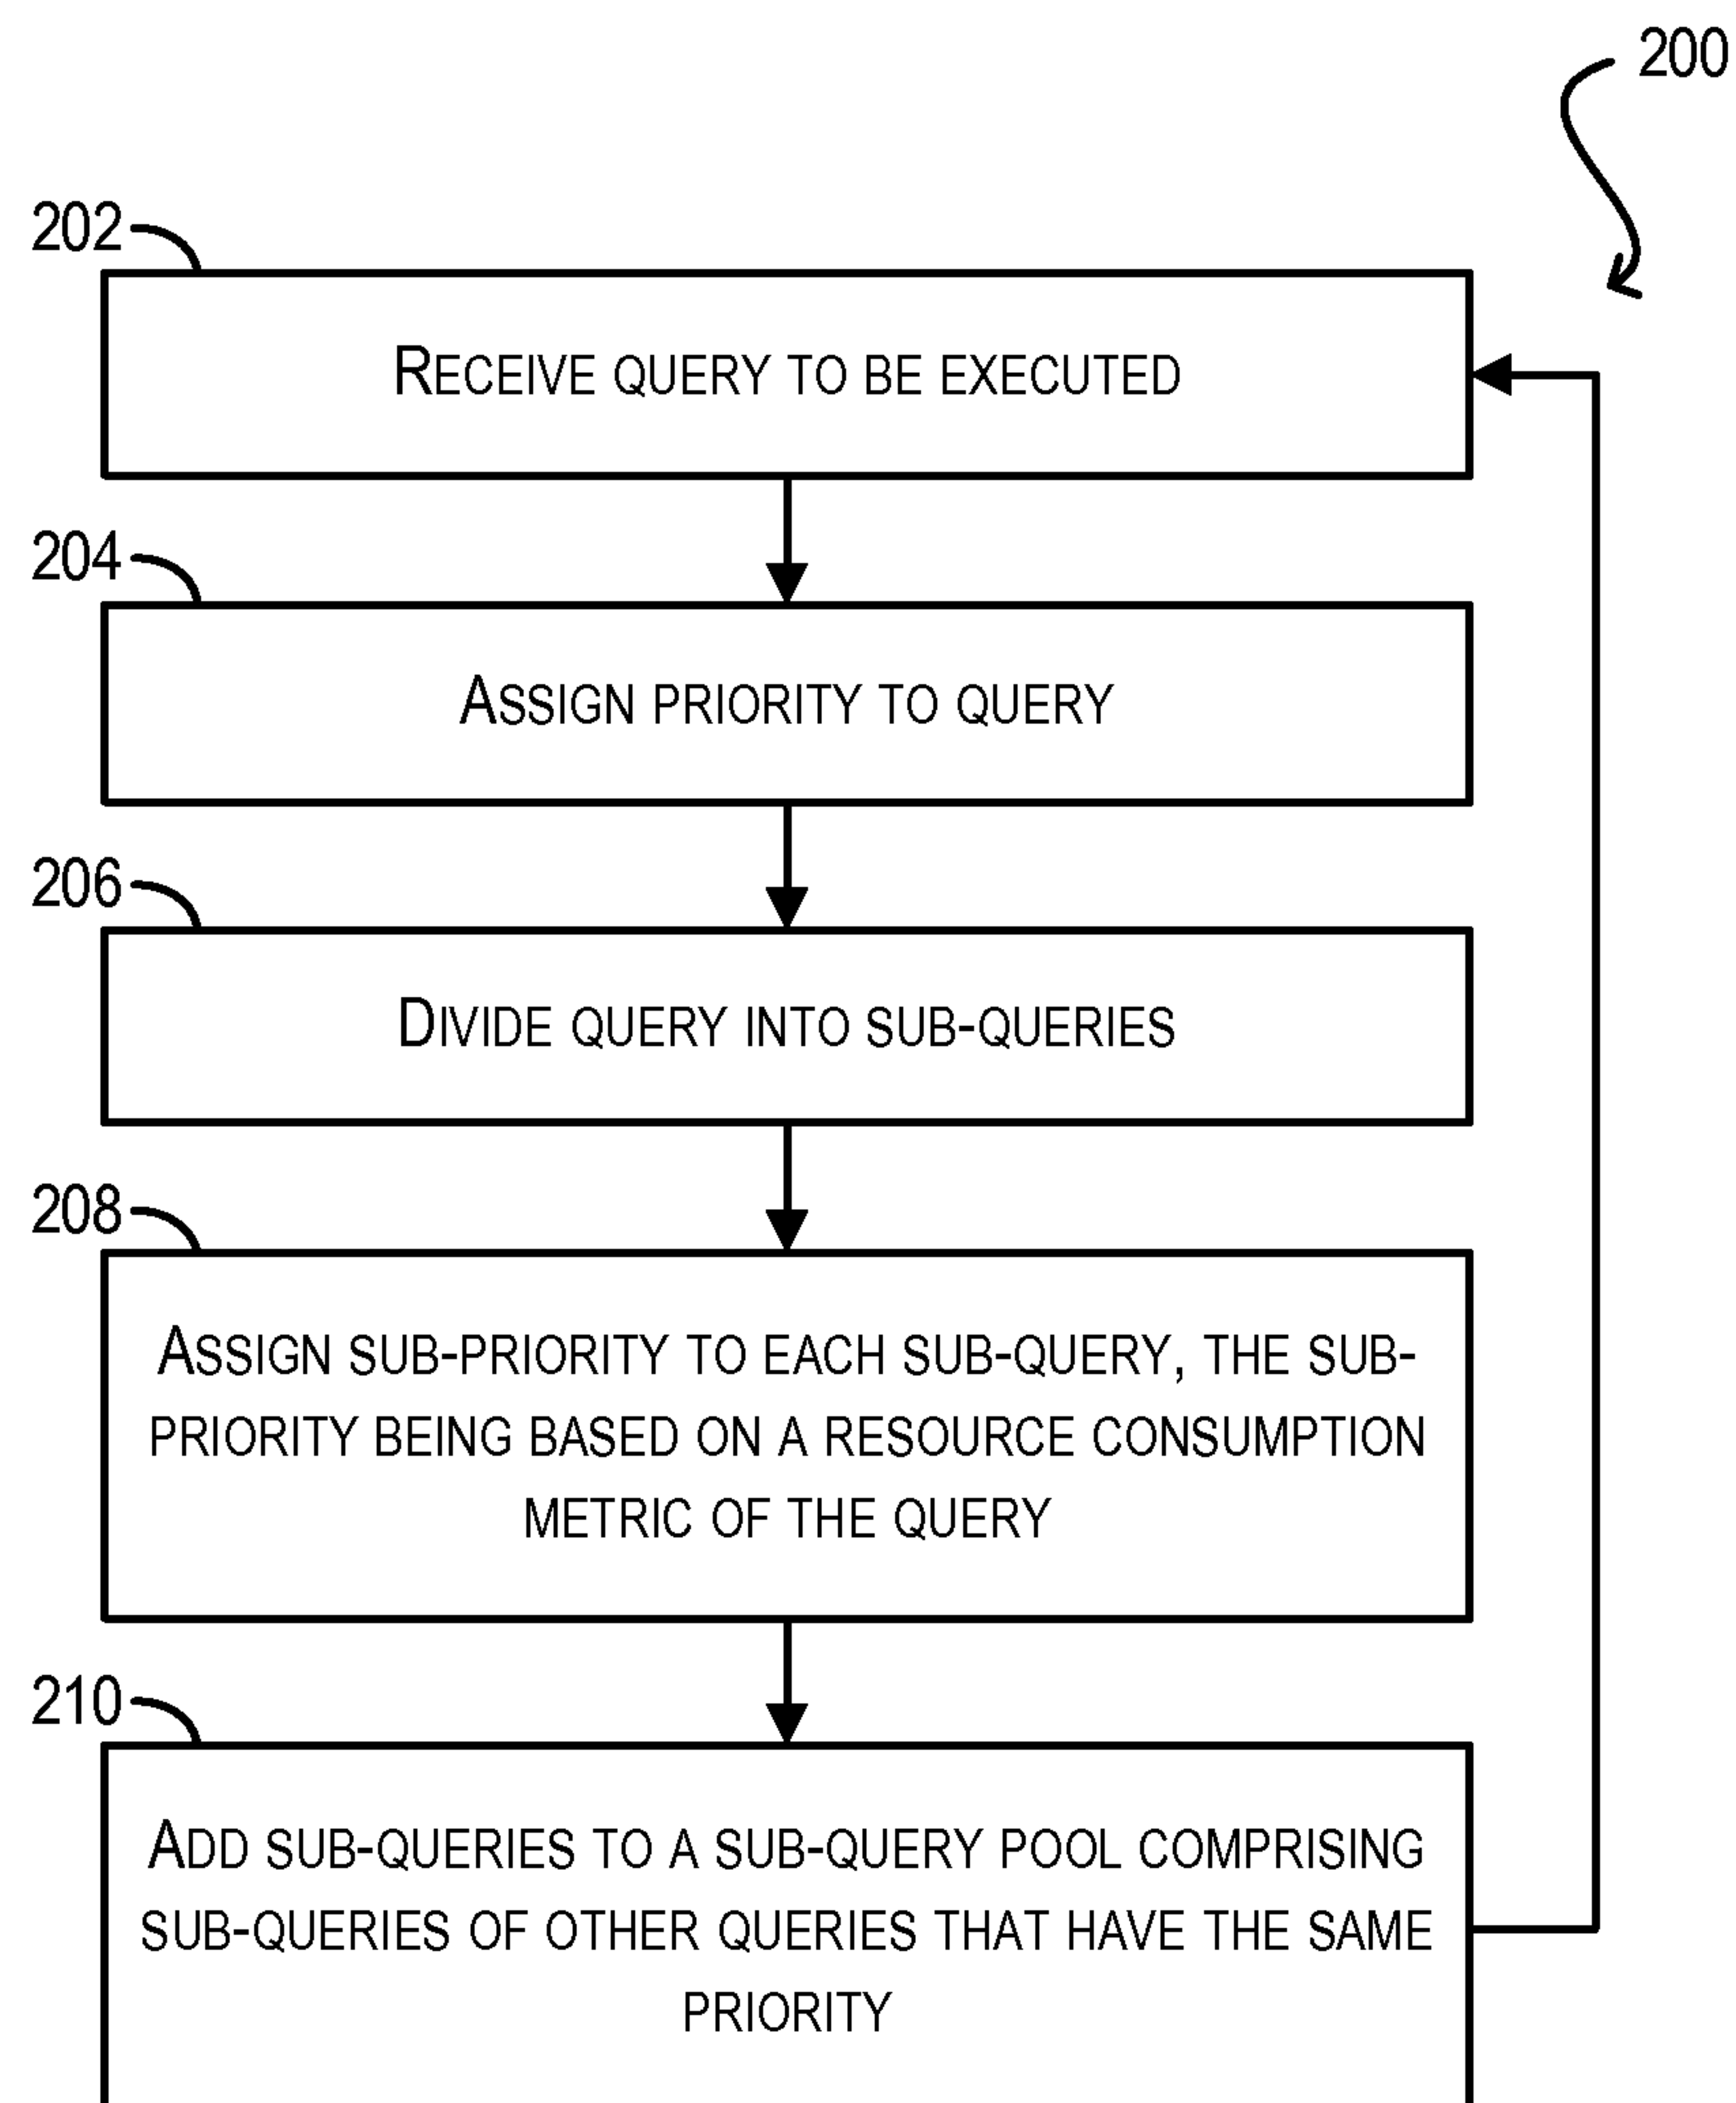 200
202
RECEIVE QUERY TO BE EXECUTED
204
ASSIGN PRIORITY TO QUERY
206
DIVIDE QUERY INTO SUB-QUERIES
208
ASSIGN SUB-PRIORITY TO EACH SUB-QUERY, THE SUB-
PRIORITY BEING BASED ON A RESOURCE CONSUMPTION
METRIC OF THE QUERY
210
ADD SUB-QUERIES TO A SUB-QUERY POOL COMPRISING
SUB-QUERIES OF OTHER QUERIES THAT HAVE THE SAME
PRIORITY